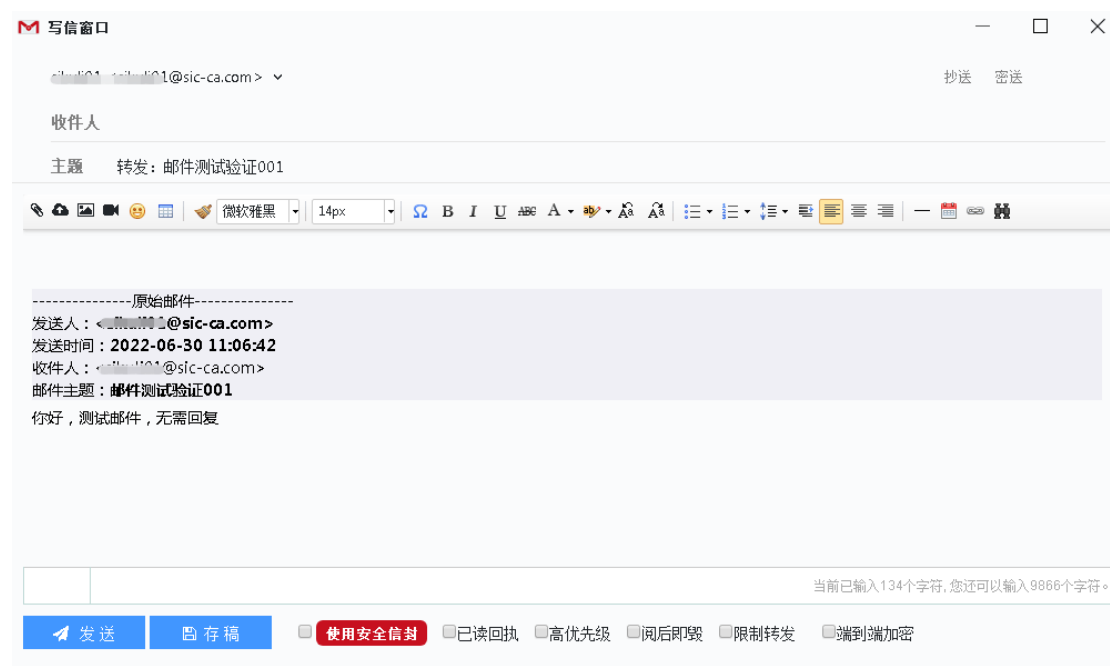 写信窗口
@sic-ca.com>
抄送 密送
收件人
主题 转发：邮件测试验证001
微软雅黑 14px Ω B I U ABC A ab Aa Aa
---------------原始邮件---------------
发送人：<@sic-ca.com>
发送时间：2022-06-30 11:06:42
收件人：<@sic-ca.com>
邮件主题：邮件测试验证001
你好，测试邮件，无需回复
当前已输入134个字符,您还可以输入9866个字符。
发送 存稿 使用安全信封 已读回执 高优先级 阅后即毁 限制转发 端到端加密